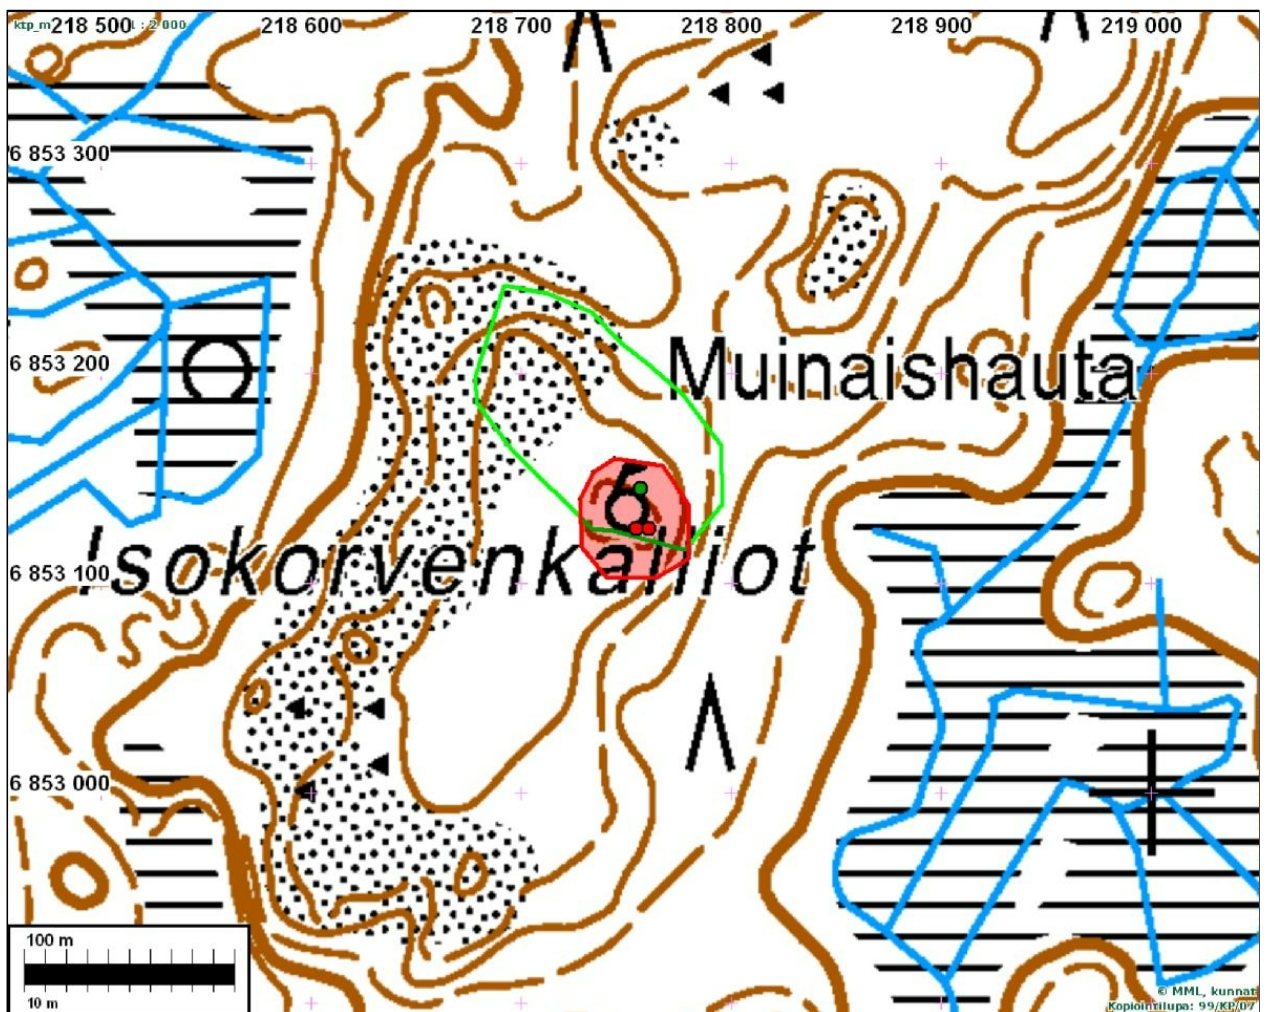 218 500 218 600 218 700 218 800 218 900 219 000
6 853 300
6 853 200
Muinaishauta
6
Isokorvenkalliot
6 853 100
6 853 000
100 m
10 m
© MML, kunnat
Kopiointilupa: 99/KP/07